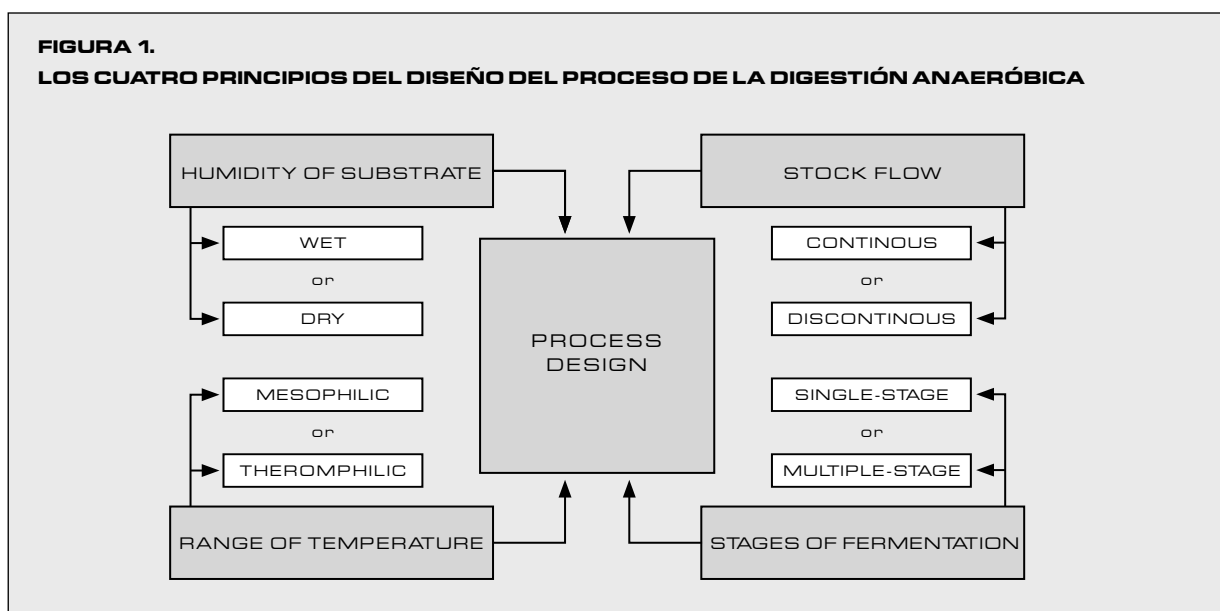 FIGURA 1.
LOS CUATRO PRINCIPIOS DEL DISEÑO DEL PROCESO DE LA DIGESTIÓN ANAERÓBICA
HUMIDITY OF SUBSTRATE
WET
or
DRY
STOCK FLOW
CONTINOUS
or
DISCONTINOUS
PROCESS
DESIGN
MESOPHILIC
or
THEROMPHILIC
RANGE OF TEMPERATURE
SINGLE-STAGE
or
MULTIPLE-STAGE
STAGES OF FERMENTATION